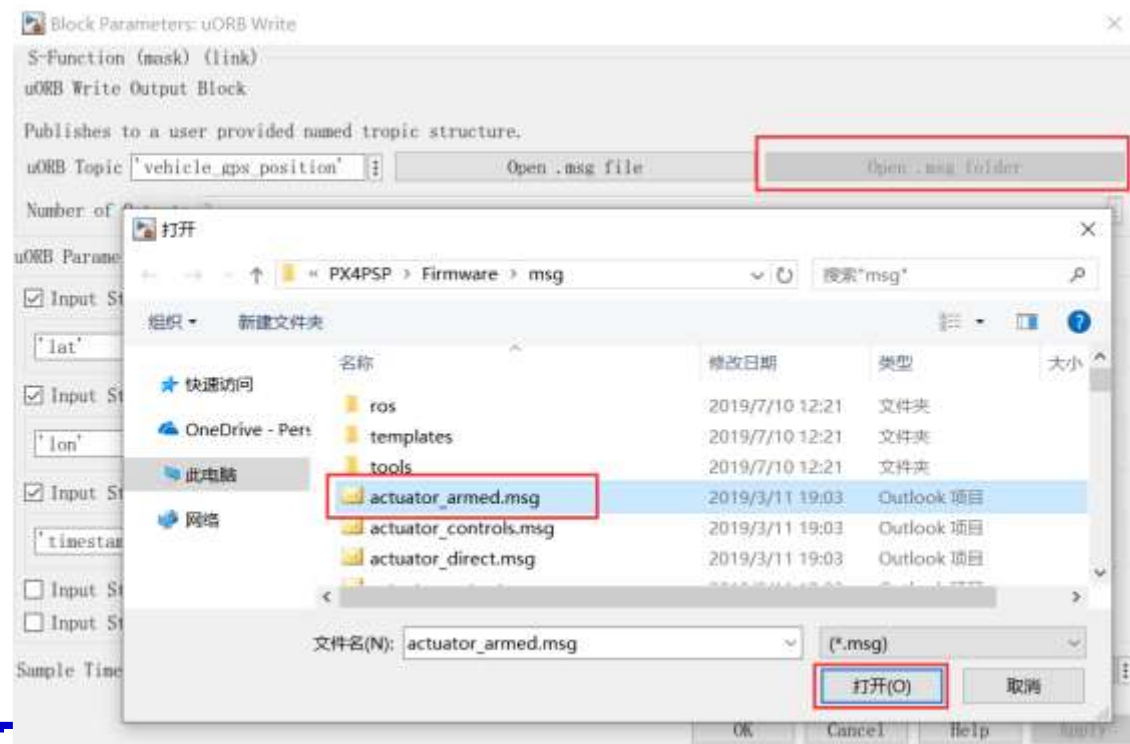 Block Parameters: uORB Write
S-Function (mask) (link)
uORB Write Output Block
Publishes to a user provided named tropic structure.
uORB Topic 'vehicle_gps_position' Open .msg file Open .msg folder
Number of
打开
uORB Parame
« PX4PSP › Firmware › msg 搜索"msg"
Input St
组织 新建文件夹
'lat'
名称 修改日期 类型 大小
快速访问
Input St
ros 2019/7/10 12:21 文件夹
OneDrive - Pers
templates 2019/7/10 12:21 文件夹
'lon'
tools 2019/7/10 12:21 文件夹
此电脑
Input St
actuator_armed.msg 2019/3/11 19:03 Outlook 项目
网络
actuator_controls.msg 2019/3/11 19:03 Outlook 项目
'timestam
actuator_direct.msg 2019/3/11 19:03 Outlook 项目
Input St
Input St
文件名(N): actuator_armed.msg (*.msg)
Sample Time
打开(O) 取消
OK Cancel Help Apply